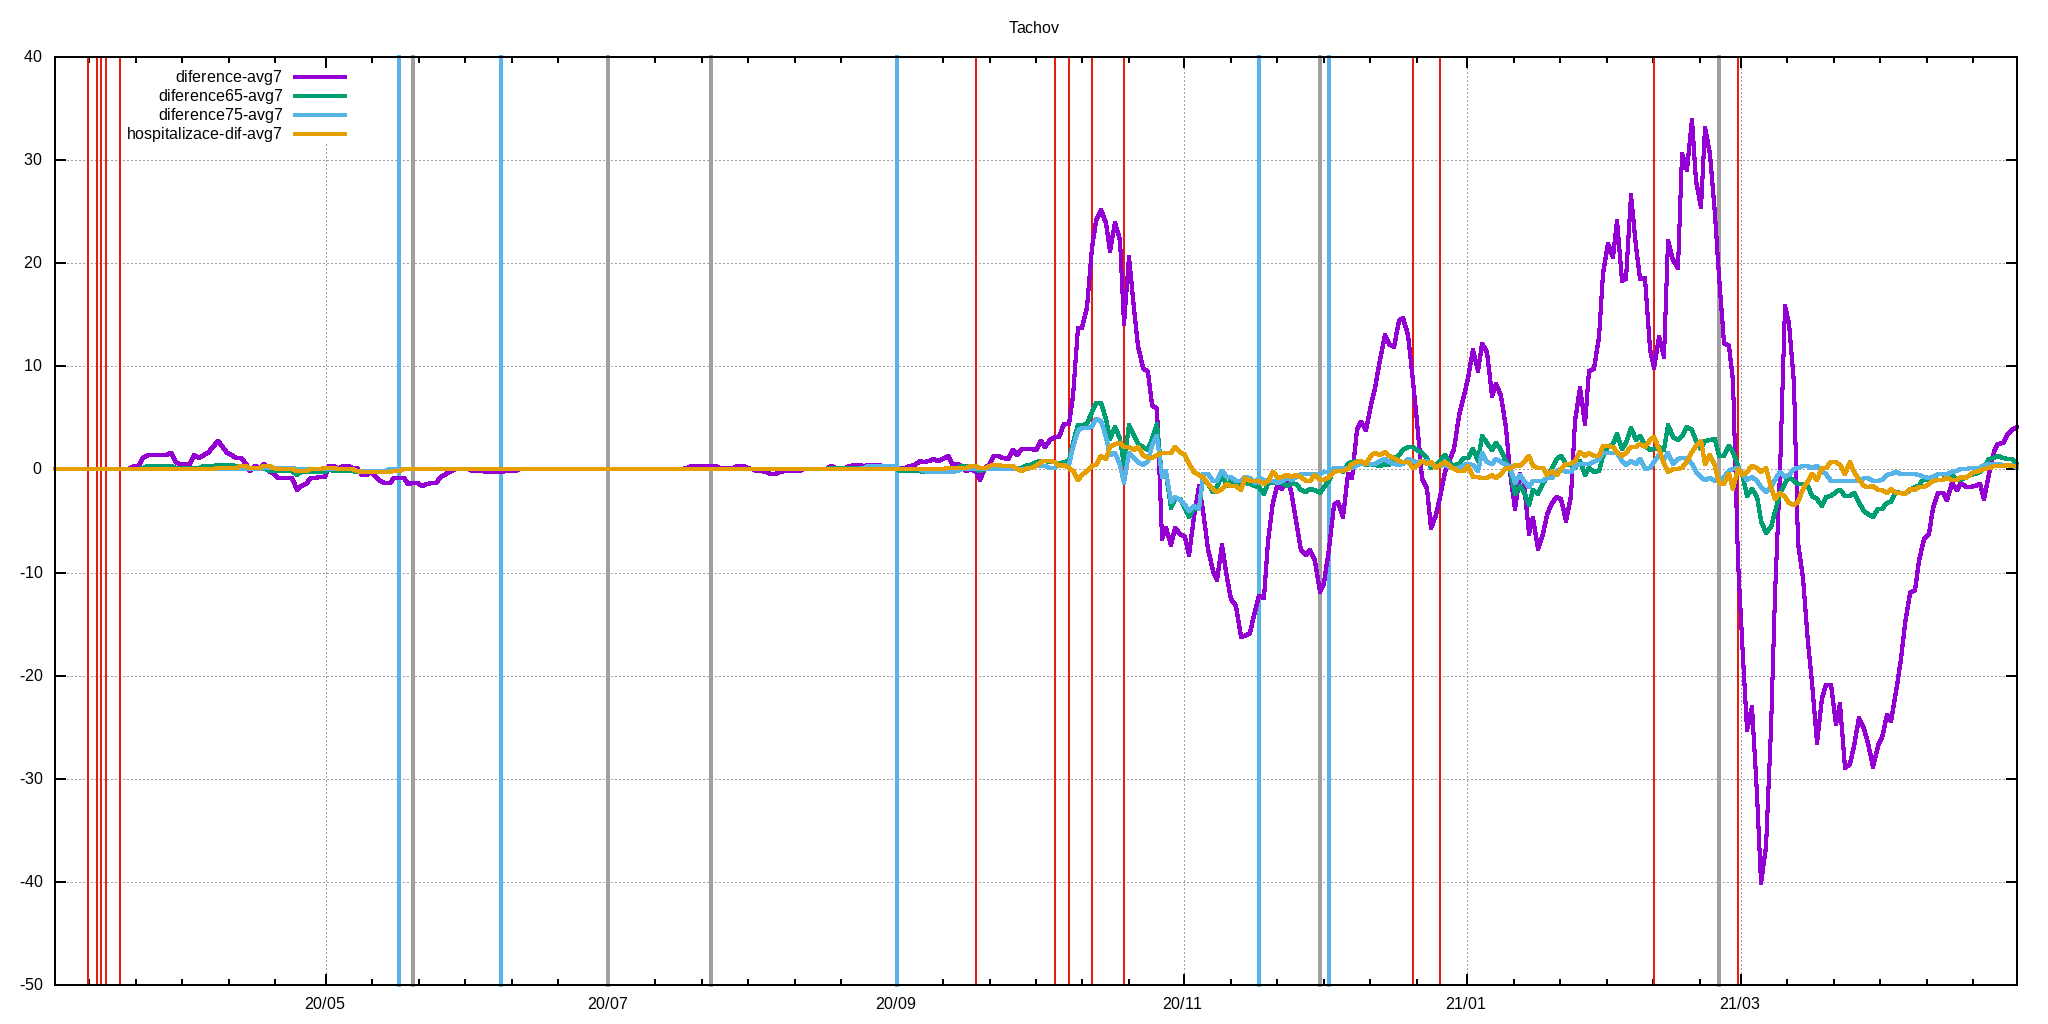 Tachov
40
diference-avg7
diference65-avg7
diference75-avg7
hospitalizace-dif-avg7
30
20
10
0
-10
-20
-30
-40
-50
20/05 20/07 20/09 20/11 21/01 21/03